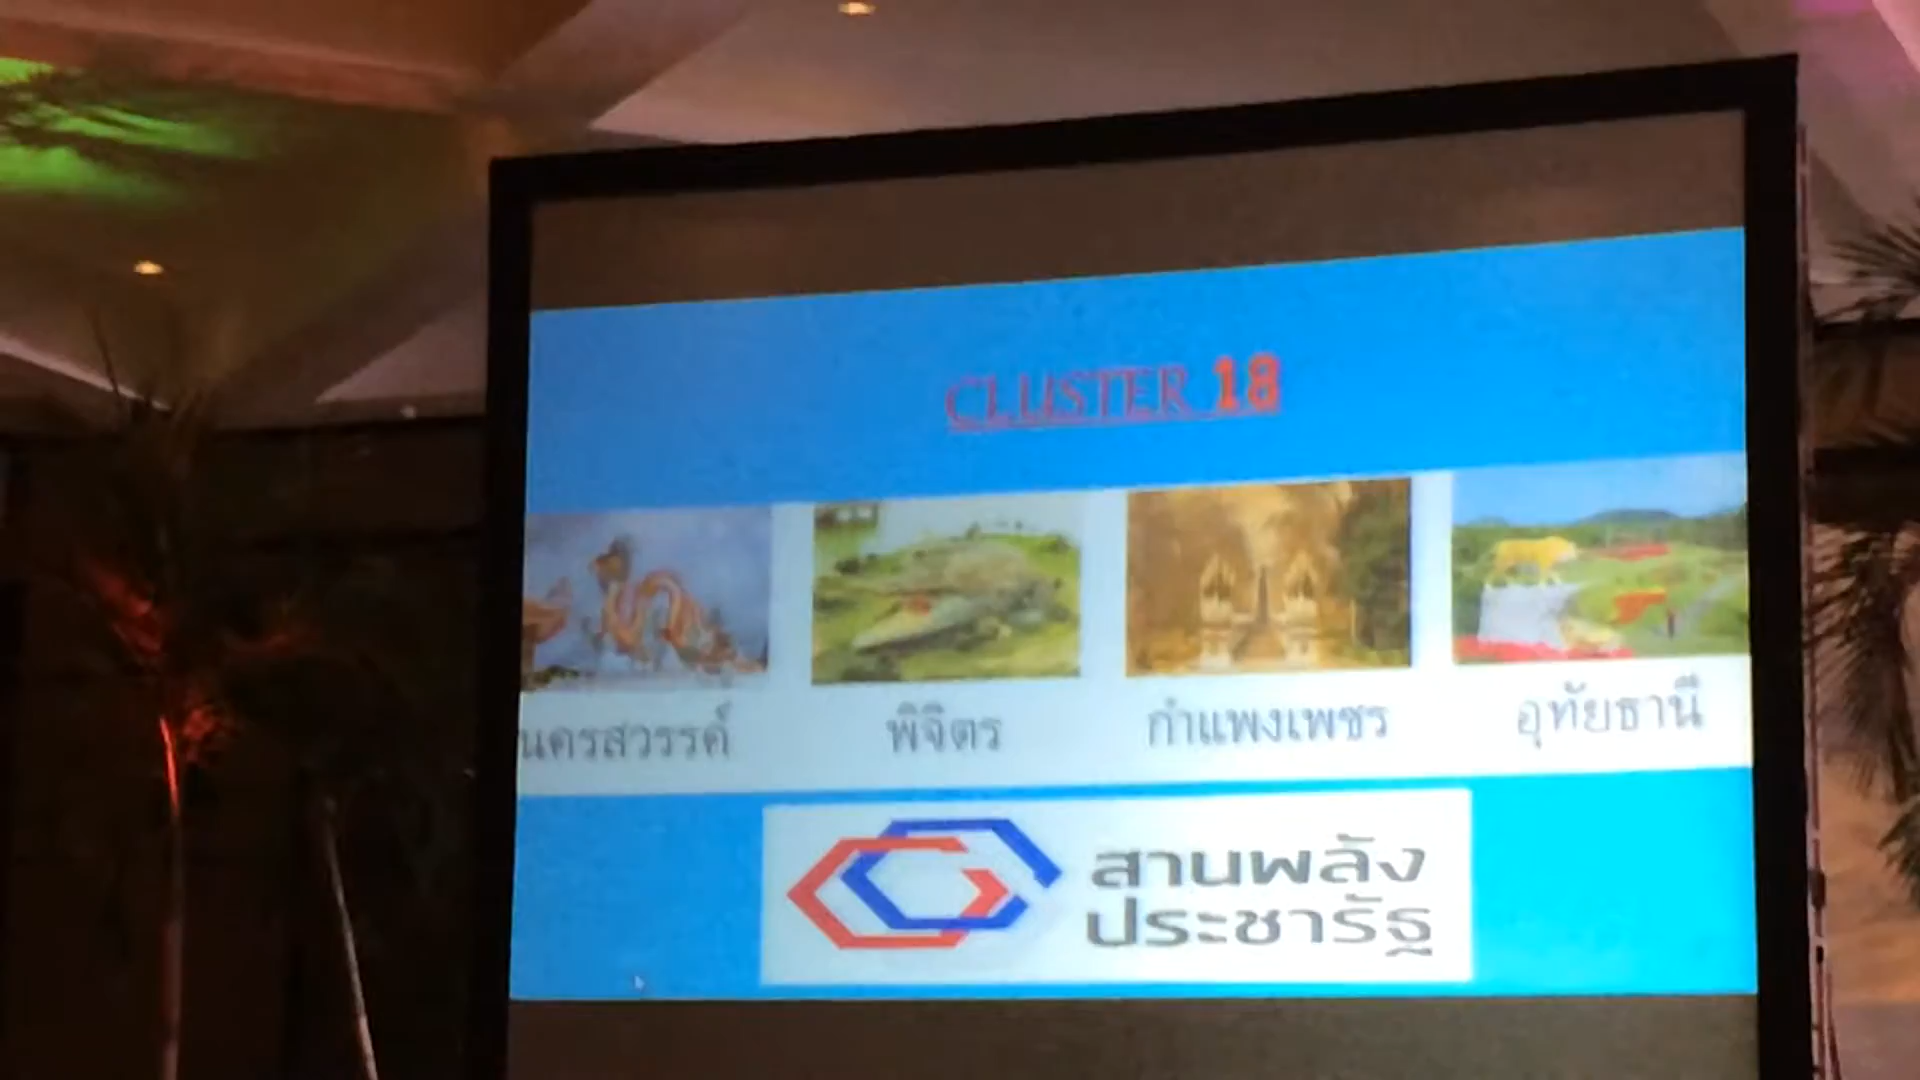 CLUSTER 18
นครสวรรค์ พิจิตร กำแพงเพชร อุทัยธานี
สานพลัง
ประชารัฐ